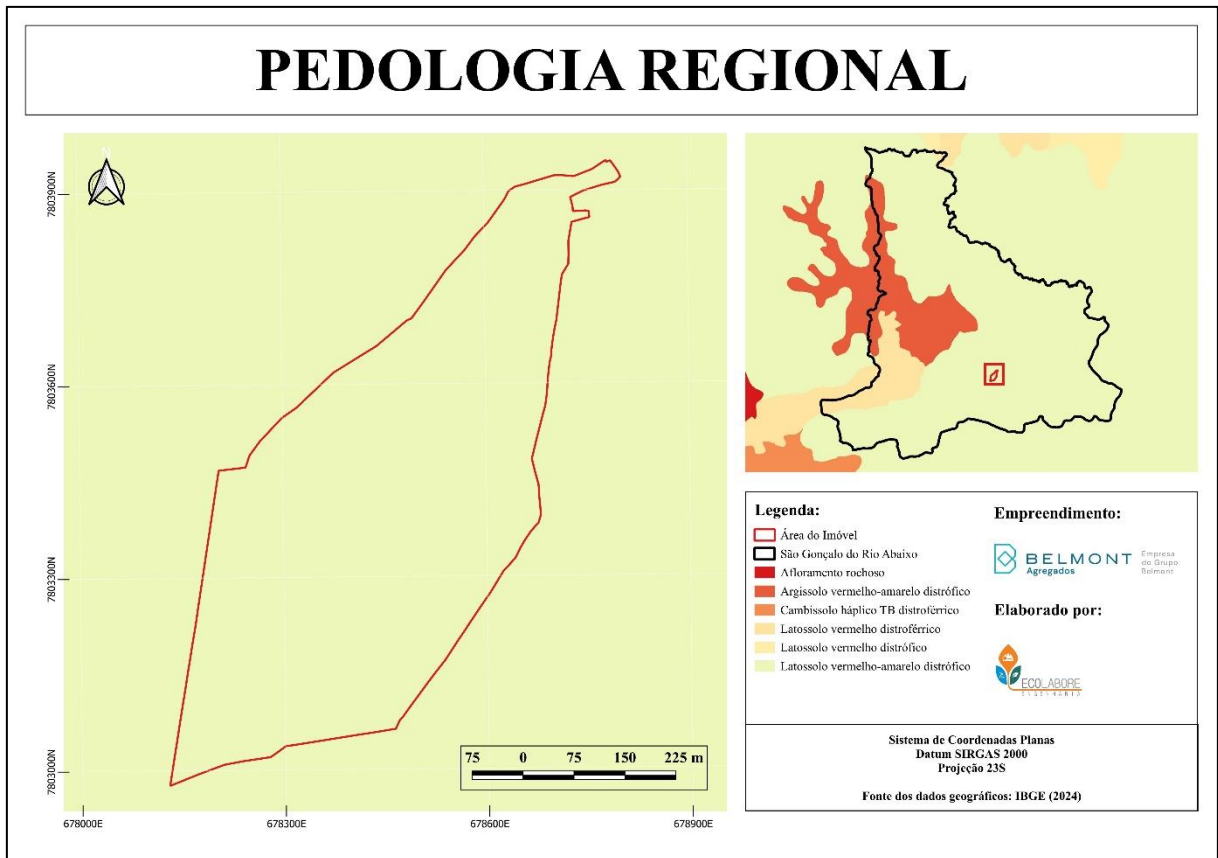 PEDOLOGIA REGIONAL
N
7803900N
7803600N
7803300N
7803000N
678000E
678300E
678600E
678900E
75 0 75 150 225 m
Legenda:
Área do Imóvel
São Gonçalo do Rio Abaixo
Afloramento rochoso
Argissolo vermelho-amarelo distrófico
Cambissolo háplico TB distroférrico
Latossolo vermelho distroférrico
Latossolo vermelho distrófico
Latossolo vermelho-amarelo distrófico
Empreendimento:
BELMONT
Agregados
Empresa
do Grupo
Belmont
Elaborado por:
ECOLABORE
ENGENHARIA
Sistema de Coordenadas Planas
Datum SIRGAS 2000
Projeção 23S
Fonte dos dados geográficos: IBGE (2024)